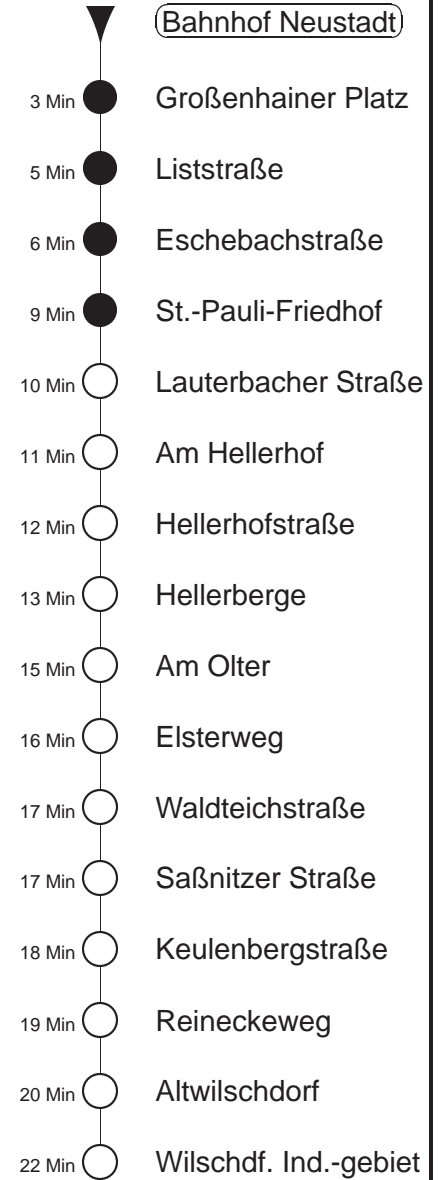 Bahnhof Neustadt
3 Min Großenhainer Platz
5 Min Liststraße
6 Min Eschebachstraße
9 Min St.-Pauli-Friedhof
10 Min Lauterbacher Straße
11 Min Am Hellerhof
12 Min Hellerhofstraße
13 Min Hellerberge
15 Min Am Olter
16 Min Elsterweg
17 Min Waldteichstraße
17 Min Saßnitzer Straße
18 Min Keulenbergstraße
19 Min Reineckeweg
20 Min Altwilschdorf
22 Min Wilschdf. Ind.-gebiet